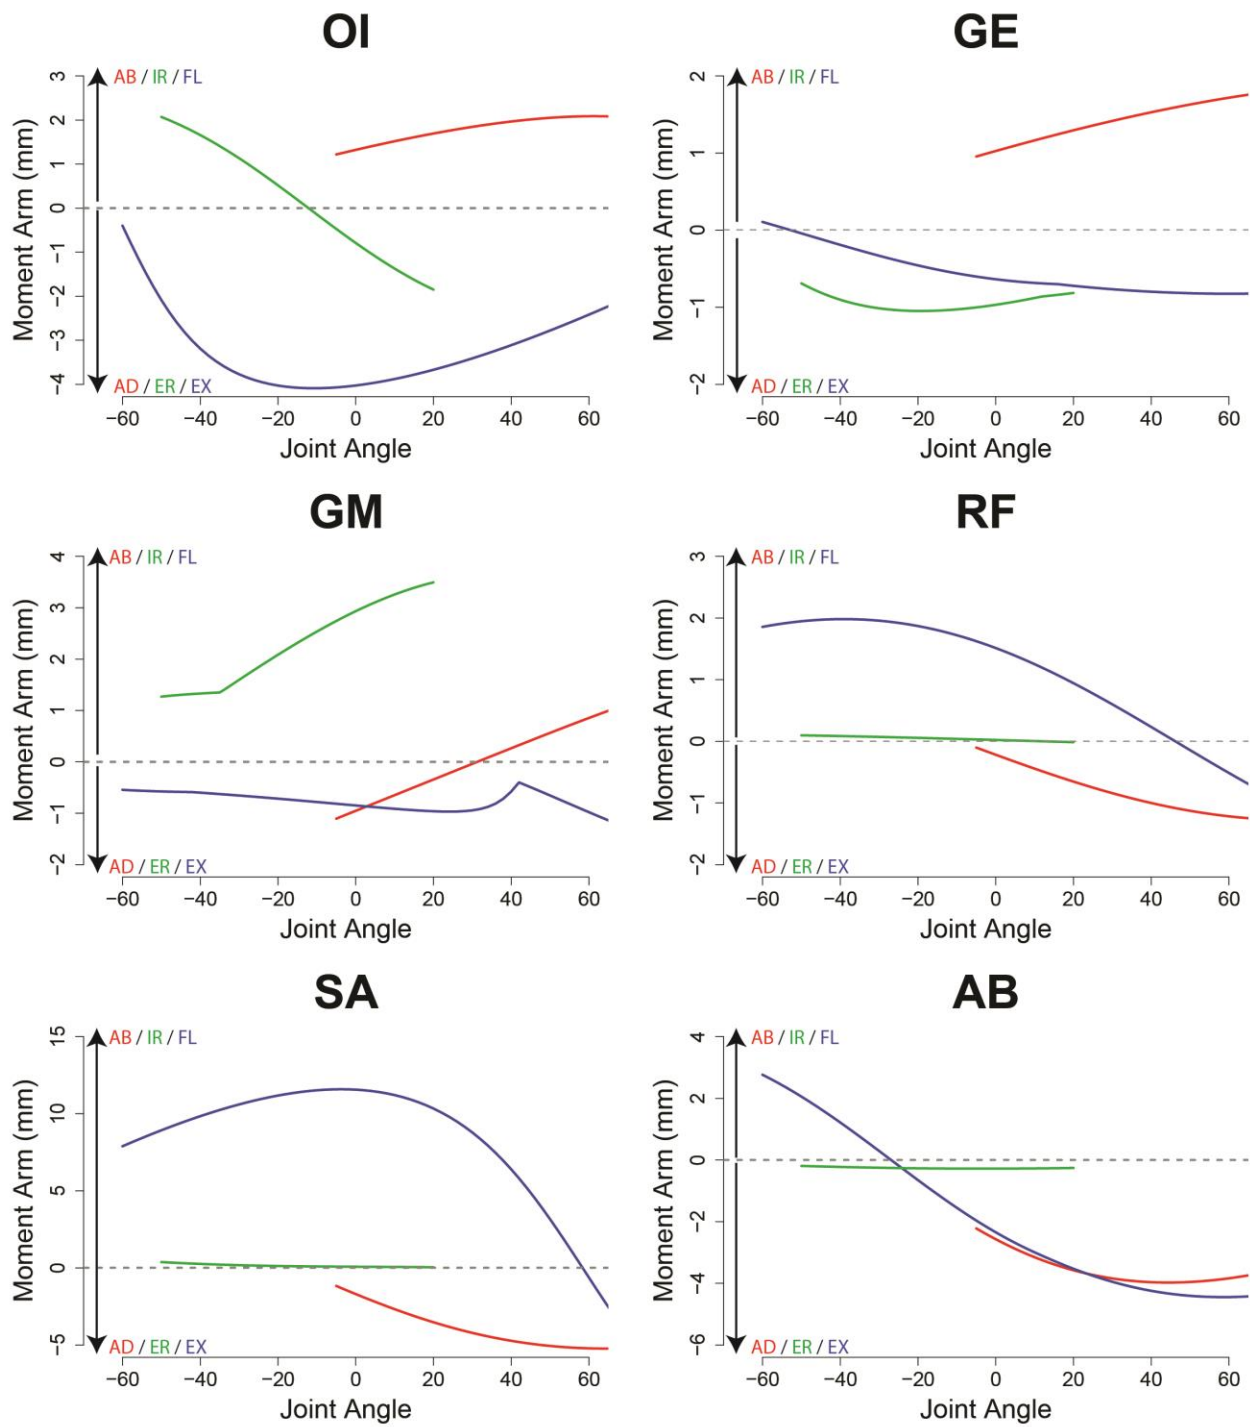 OI
3
2
1
0
−1
−2
−3
−4
Moment Arm (mm)
AB / IR / FL
AD / ER / EX
−60 −40 −20 0 20 40 60
Joint Angle
GE
2
1
0
−1
−2
Moment Arm (mm)
AB / IR / FL
AD / ER / EX
−60 −40 −20 0 20 40 60
Joint Angle
GM
4
3
2
1
0
−1
−2
Moment Arm (mm)
AB / IR / FL
AD / ER / EX
−60 −40 −20 0 20 40 60
Joint Angle
RF
3
2
1
0
−1
−2
Moment Arm (mm)
AB / IR / FL
AD / ER / EX
−60 −40 −20 0 20 40 60
Joint Angle
SA
15
10
5
0
−5
Moment Arm (mm)
AB / IR / FL
AD / ER / EX
−60 −40 −20 0 20 40 60
Joint Angle
AB
4
2
0
−2
−4
−6
Moment Arm (mm)
AB / IR / FL
AD / ER / EX
−60 −40 −20 0 20 40 60
Joint Angle